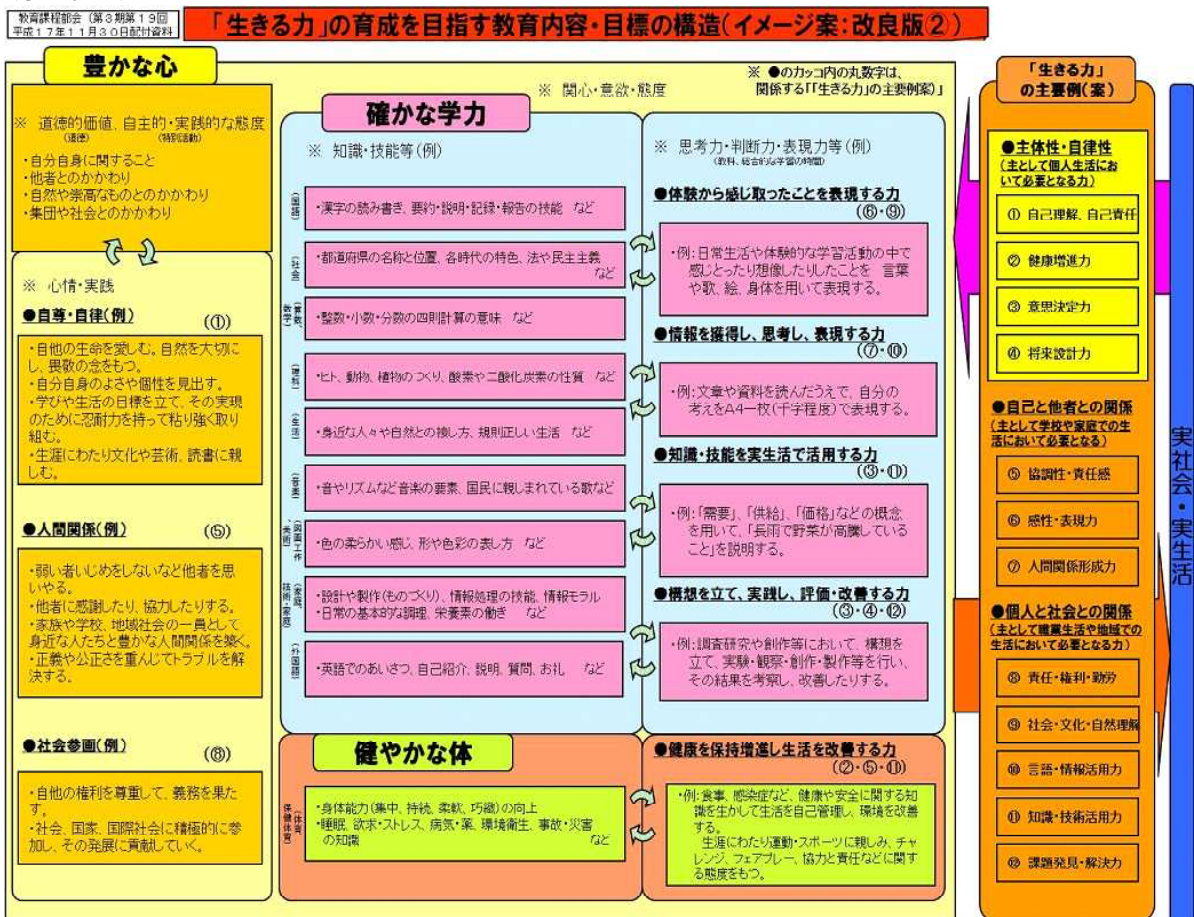 教育課程部会(第3期第19回
平成17年11月30日配付資料
「生きる力」の育成を目指す教育内容・目標の構造(イメージ案:改良版②)
豊かな心
※ 道徳的価値、自主的・実践的な態度
(道徳)
(特別活動)
・自分自身に関すること
・他者とのかかわり
・自然や崇高なものとのかかわり
・集団や社会とのかかわり
※ 心情・実践
●自尊・自律(例)
(①)
・自他の生命を愛しむ。自然を大切に
し、畏敬の念をもつ。
・自分自身のよさや個性を見出す。
・学びや生活の目標を立て、その実現
のために忍耐力を持って粘り強く取り
組む。
・生涯にわたり文化や芸術、読書に親
しむ。
●人間関係(例)
(⑤)
・弱い者いじめをしないなど他者を思
いやる。
・他者に感謝したり、協力したりする。
・家族や学校、地域社会の一員として
身近な人たちと豊かな人間関係を築く。
・正義や公正さを重んじてトラブルを解
決する。
●社会参画(例)
(⑧)
・自他の権利を尊重して、義務を果た
す。
・社会、国家、国際社会に積極的に参
加し、その発展に貢献していく。
※ 関心・意欲・態度
※ ●のカッコ内の丸数字は、
関係する「「生きる力」の主要例案)」
確かな学力
※ 知識・技能等(例)
(国語)
・漢字の読み書き、要約・説明・記録・報告の技能 など
(社会)
・都道府県の名称と位置、各時代の特色、法や民主主義
など
(算数、
数学)
・整数・小数・分数の四則計算の意味 など
(理科)
・ヒト、動物、植物のつくり、酸素や二酸化炭素の性質 など
(生活)
・身近な人々や自然との接し方、規則正しい生活 など
(音楽)
・音やリズムなど音楽の要素、国民に親しまれている歌など
(図画工作
、美術)
・色の柔らかい感じ、形や色彩の表し方 など
(家庭、
技術・家庭)
・設計や製作(ものづくり)、情報処理の技能、情報モラル
・日常の基本的な調理、栄養素の働き など
(外国語)
・英語でのあいさつ、自己紹介、説明、質問、お礼 など
※ 思考力・判断力・表現力等(例)
(教科、総合的な学習の時間)
●体験から感じ取ったことを表現する力
(⑥・⑨)
・例:日常生活や体験的な学習活動の中で
感じとったり想像したりしたことを 言葉
や歌、絵、身体を用いて表現する。
●情報を獲得し、思考し、表現する力
(⑦・⑩)
・例:文章や資料を読んだうえで、自分の
考えをA4一枚(千字程度)で表現する。
●知識・技能を実生活で活用する力
(③・⑪)
・例:「需要」、「供給」、「価格」などの概念
を用いて、「長雨で野菜が高騰している
こと」を説明する。
●構想を立て、実践し、評価・改善する力
(③・④・⑫)
・例:調査研究や創作等において、構想を
立て、実験・観察・創作・製作等を行い、
その結果を考察し、改善したりする。
健やかな体
(体育、
保健体育)
・身体能力(集中、持続、柔軟、巧緻)の向上
・睡眠、欲求・ストレス、病気・薬、環境衛生、事故・災害
の知識 など
●健康を保持増進し生活を改善する力
(②・⑤・⑪)
・例:食事、感染症など、健康や安全に関する知
識を生かして生活を自己管理し、環境を改善
する。
生涯にわたり運動・スポーツに親しみ、チャ
レンジ、フェアプレー、協力と責任などに関す
る態度をもつ。
「生きる力」
の主要例(案)
●主体性・自律性
(主として個人生活にお
いて必要となる力)
① 自己理解、自己責任
② 健康増進力
③ 意思決定力
④ 将来設計力
●自己と他者との関係
(主として学校や家庭での生
活において必要となる)
⑤ 協調性・責任感
⑥ 感性・表現力
⑦ 人間関係形成力
●個人と社会との関係
(主として職業生活や地域での
生活において必要となる力)
⑧ 責任・権利・勤労
⑨ 社会・文化・自然理解
⑩ 言語・情報活用力
⑪ 知識・技術活用力
⑫ 課題発見・解決力
実社会・実生活